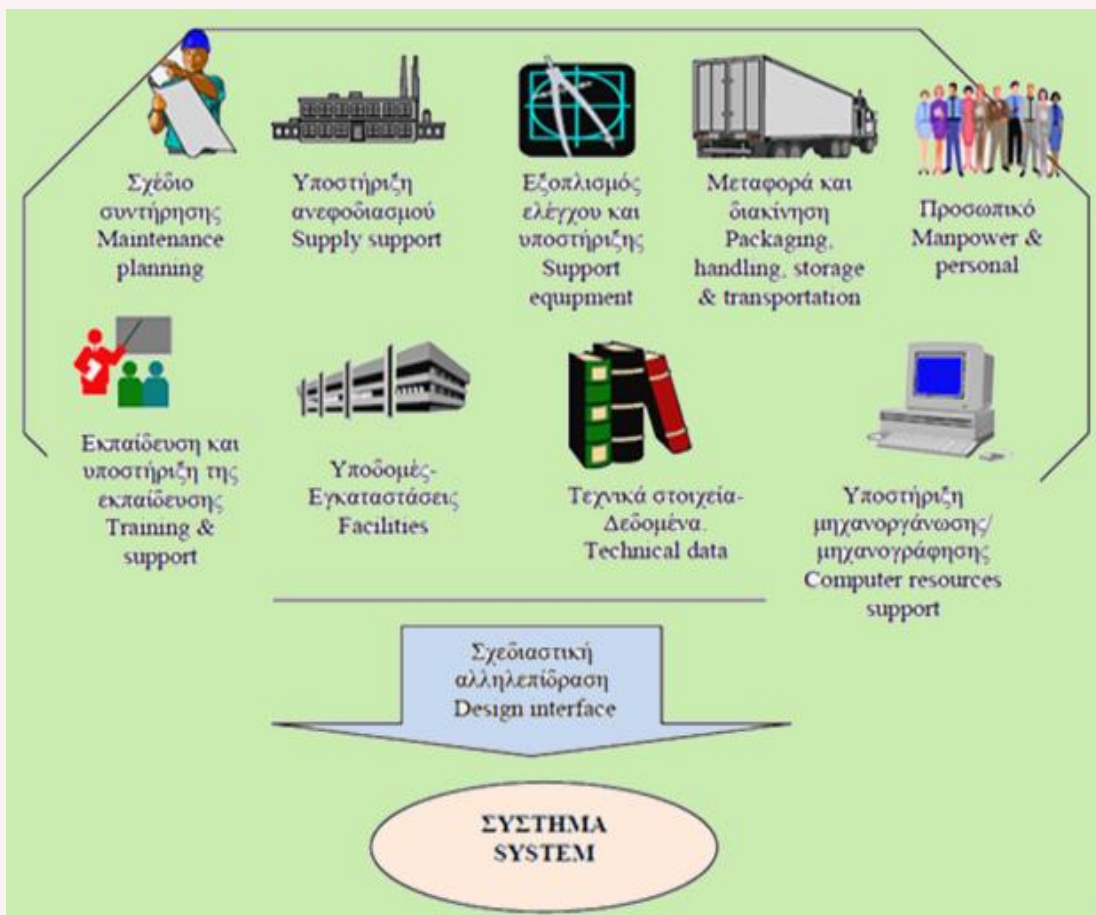 Σχέδιο
συντήρησης
Maintenance
planning
Υποστήριξη
ανεφοδιασμού
Supply support
Εξοπλισμός
ελέγχου και
υποστήριξης
Support
equipment
Μεταφορά και
διακίνηση
Packaging,
handling, storage
& transportation
Προσωπικό
Manpower &
personal
Εκπαίδευση και
υποστήριξη της
εκπαίδευσης
Training &
support
Υποδομές-
Εγκαταστάσεις
Facilities
Τεχνικά στοιχεία-
Δεδομένα.
Technical data
Υποστήριξη
μηχανοργάνωσης/
μηχανογράφησης
Computer resources
support
Σχεδιαστική
αλληλεπίδραση
Design interface
ΣΥΣΤΗΜΑ
SYSTEM